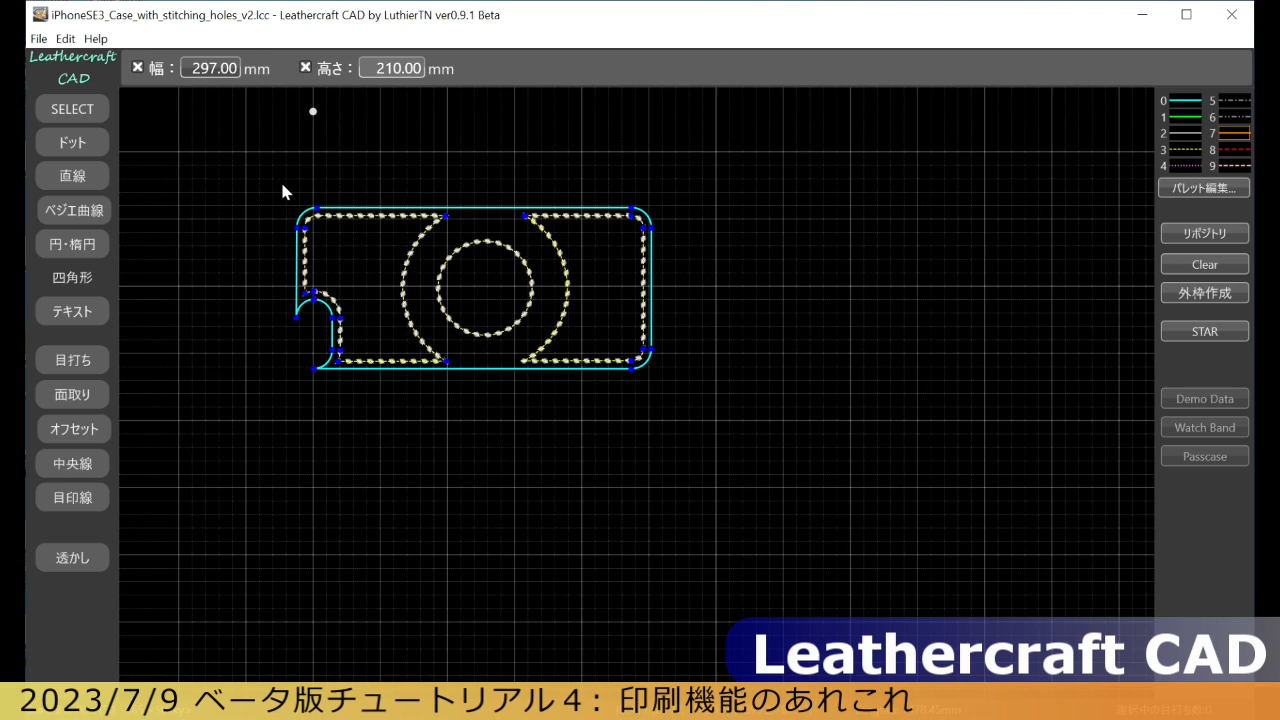 iPhoneSE3_Case_with_stitching_holes_v2.lcc - Leathercraft CAD by LuthierTN ver0.9.1 Beta
File Edit Help
Leathercraft
CAD
幅 : 297.00 mm 高さ : 210.00 mm
SELECT
ドット
直線
ベジエ曲線
円・楕円
四角形
テキスト
目打ち
面取り
オフセット
中央線
目印線
透かし
0 5
1 6
2 7
3 8
4 9
パレット編集...
リポジトリ
Clear
外枠作成
STAR
Demo Data
Watch Band
Passcase
Leathercraft CAD
2023/7/9 ベータ版チュートリアル４: 印刷機能のあれこれ